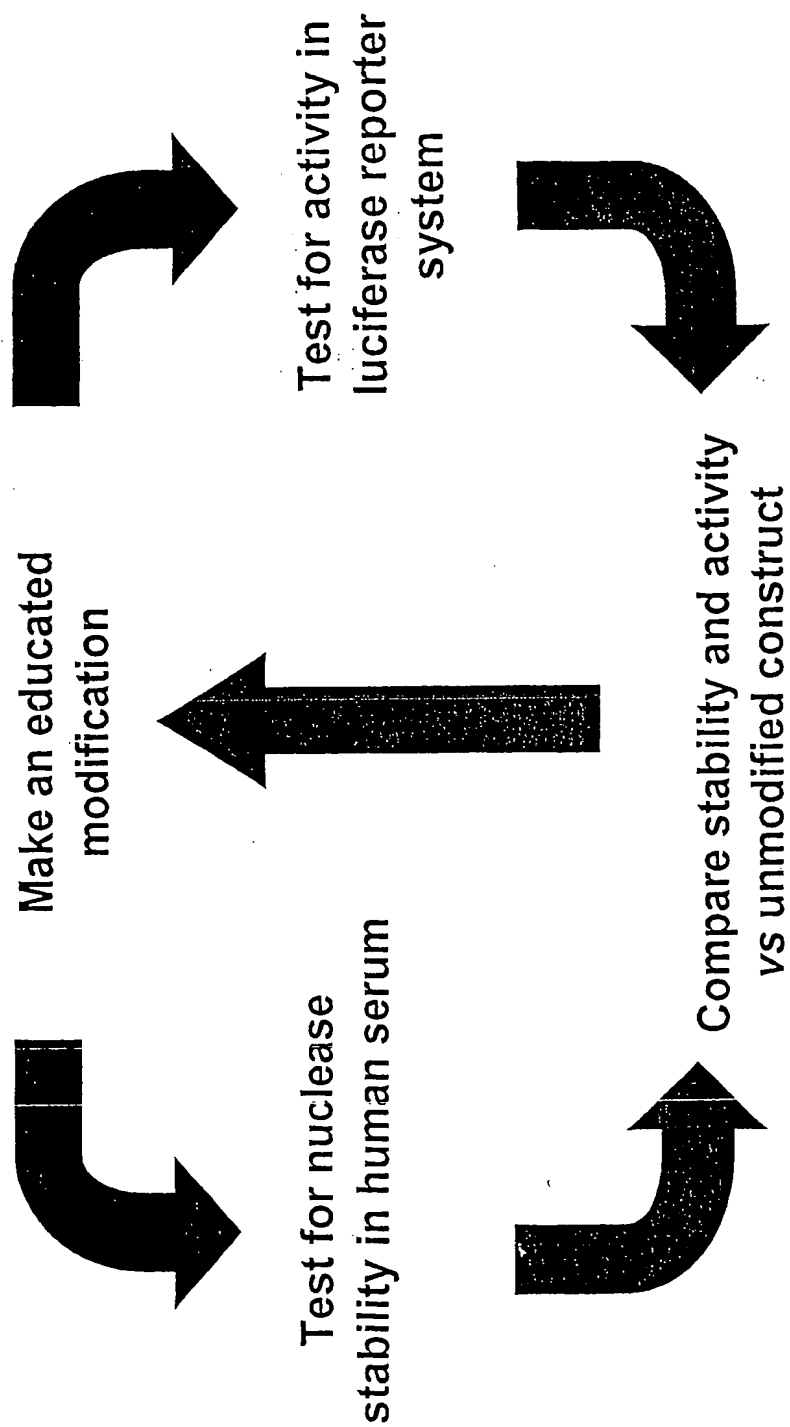 Make an educated
modification
Test for nuclease
stability in human serum
Test for activity in
luciferase reporter
system
Compare stability and activity
vs unmodified construct